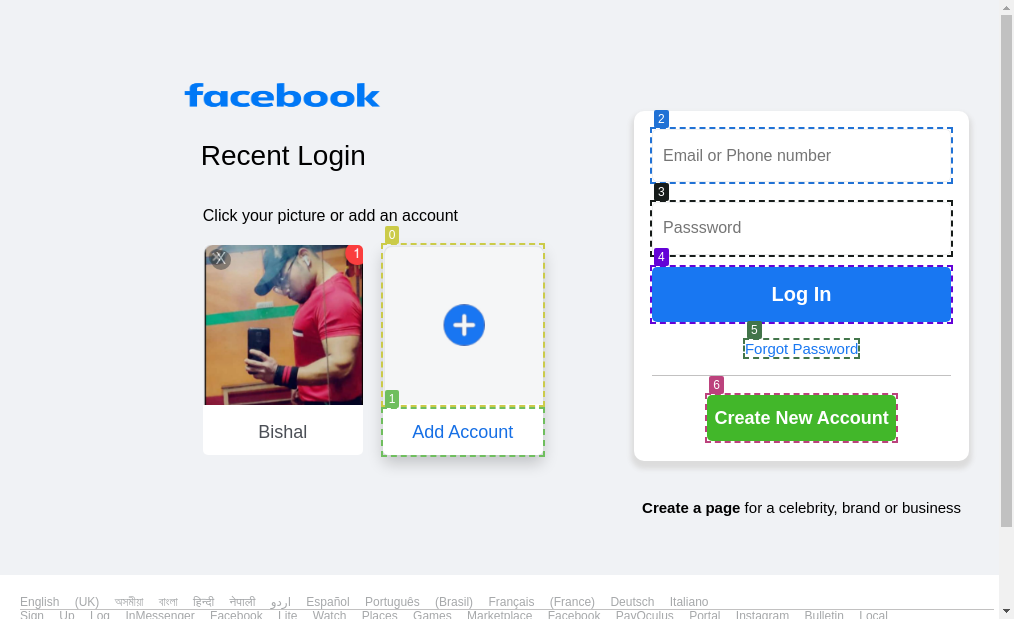 facebook
Recent Login
Click your picture or add an account
X
1
Bishal
0
1
Add Account
2
Email or Phone number
3
Passsword
4
Log In
5
Forgot Password
6
Create New Account
Create a page for a celebrity, brand or business
English (UK) অসমীয়া বাংলা हिन्दी नेपाली اردو Español Português (Brasil) Français (France) Deutsch Italiano
Sign Up Log InMessenger Facebook Lite Watch Places Games Marketplace Facebook PayOculus Portal Instagram Bulletin Local